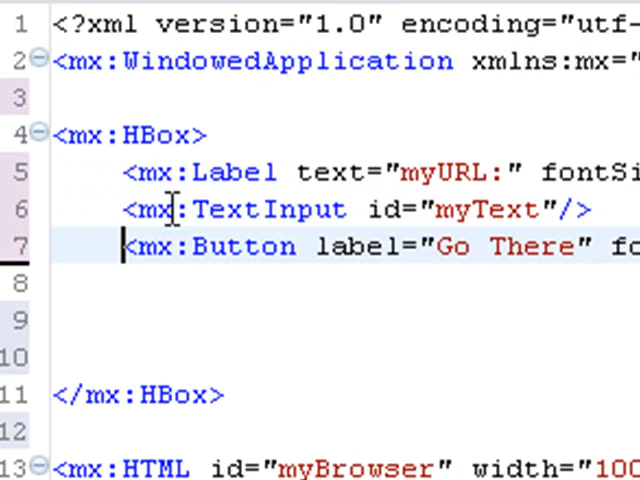 1 <?xml version="1.0" encoding="utf-
2 <mx:WindowedApplication xmlns:mx="
3
4 <mx:HBox>
5 <mx:Label text="myURL:" fontSi
6 <mx:TextInput id="myText"/>
7 <mx:Button label="Go There" fo
8
9
10
11 </mx:HBox>
12
13 <mx:HTML id="myBrowser" width="100